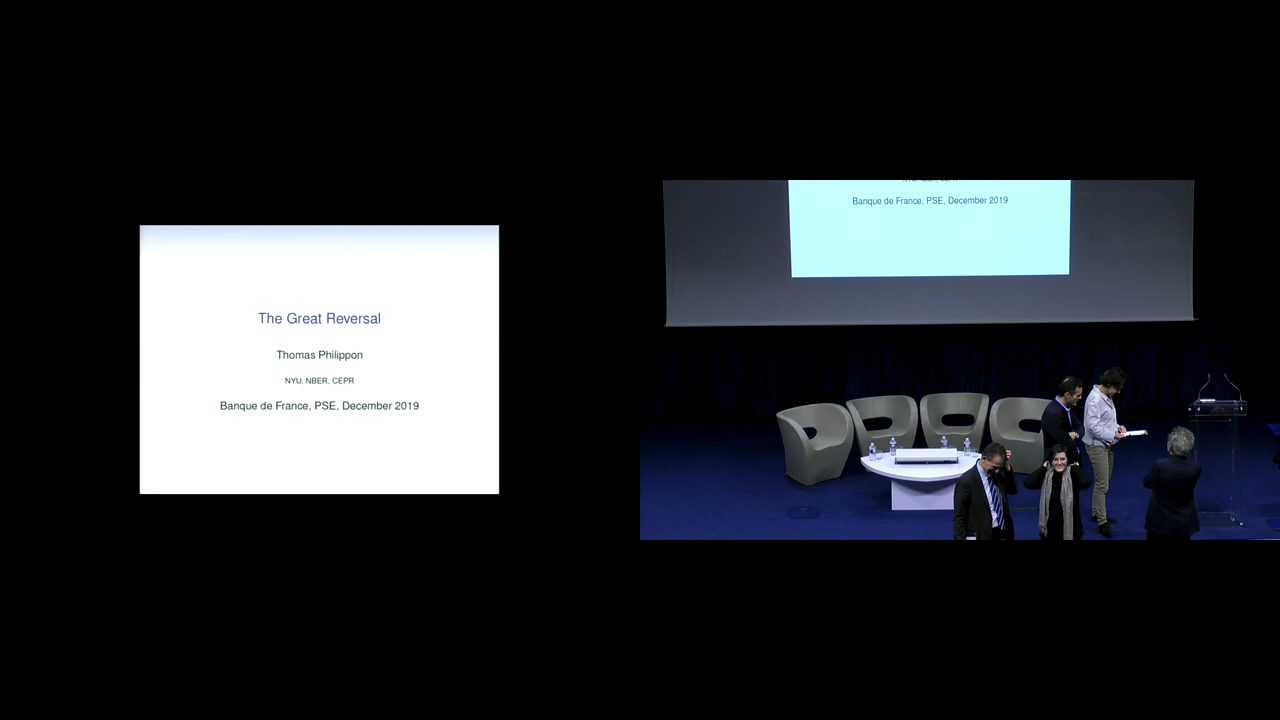 The Great Reversal
Thomas Philippon
NYU, NBER, CEPR
Banque de France, PSE, December 2019
Banque de France, PSE, December 2019